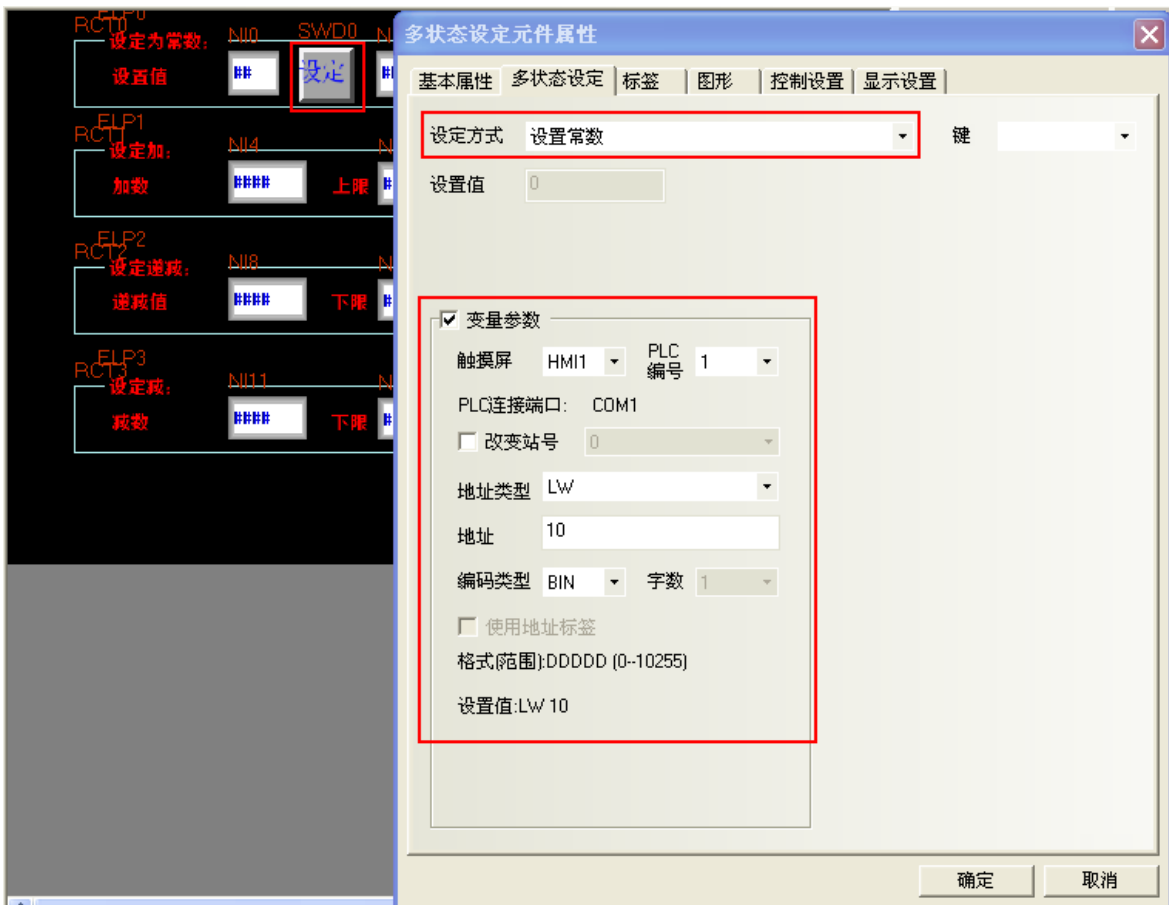 ELP0
RCT0
设定为常数:
NI0
SWD0
N
设置值
##
设定
#
ELP1
RCT1
设定加:
NI4
N
加数
####
上限
#
ELP2
RCT2
设定递减:
NI8
N
递减值
####
下限
#
ELP3
RCT3
设定减:
NI11
N
减数
####
下限
#
多状态设定元件属性
基本属性 多状态设定 标签 图形 控制设置 显示设置
设定方式 设置常数 键
设置值 0
变量参数
触摸屏 HMI1 PLC编号 1
PLC连接端口: COM1
改变站号 0
地址类型 LW
地址 10
编码类型 BIN 字数 1
使用地址标签
格式(范围):DDDDD (0--10255)
设置值:LW 10
确定 取消